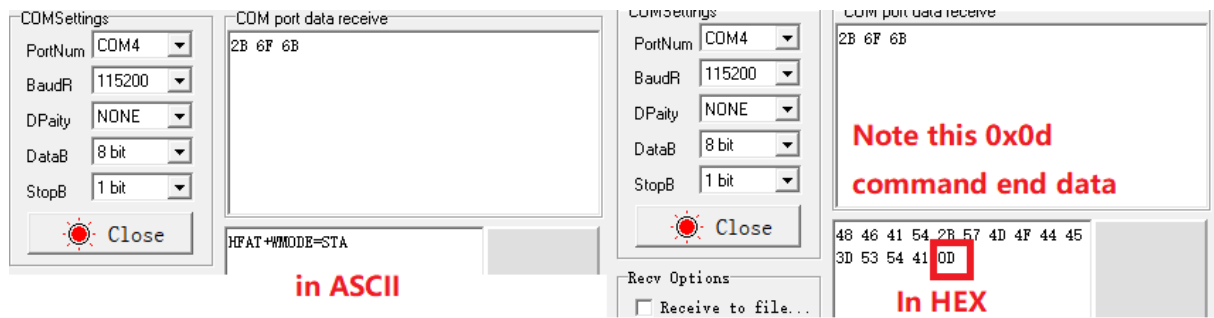 COMSettings
COM port data receive
PortNum COM4
2B 6F 6B
BaudR 115200
DPaity NONE
DataB 8 bit
StopB 1 bit
Close
HFAT+WMODE=STA
in ASCII
COMSettings
COM port data receive
PortNum COM4
2B 6F 6B
BaudR 115200
DPaity NONE
DataB 8 bit
StopB 1 bit
Note this 0x0d
command end data
Close
48 46 41 54 2B 57 4D 4F 44 45
3D 53 54 41 0D
In HEX
Recv Options
Receive to file...